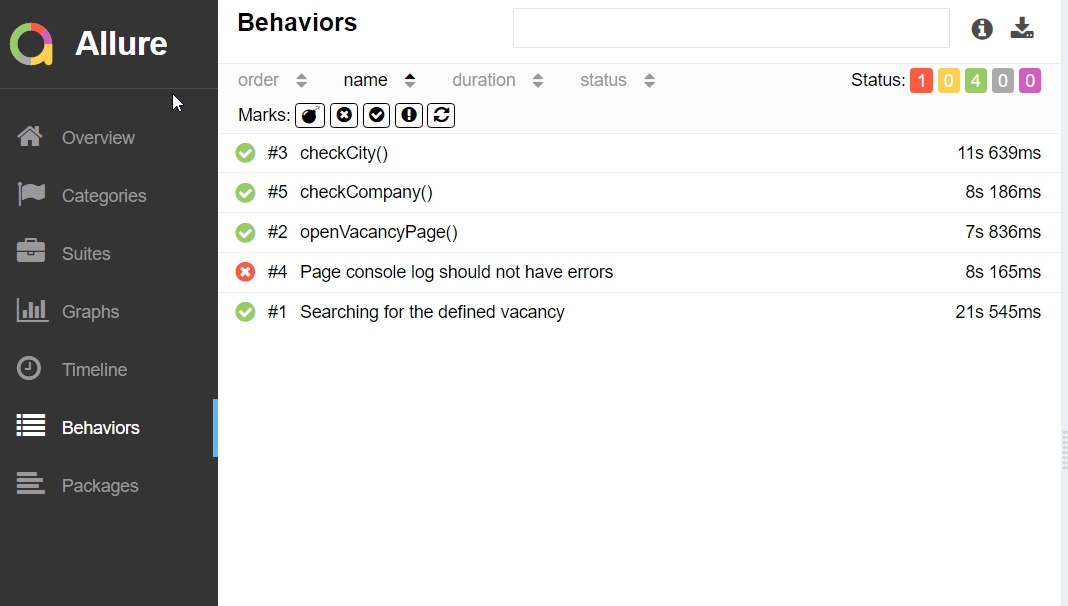 Allure
Overview
Categories
Suites
Graphs
Timeline
Behaviors
Packages
Behaviors
order name duration status Status: 1 0 4 0 0
Marks:
#3 checkCity() 11s 639ms
#5 checkCompany() 8s 186ms
#2 openVacancyPage() 7s 836ms
#4 Page console log should not have errors 8s 165ms
#1 Searching for the defined vacancy 21s 545ms